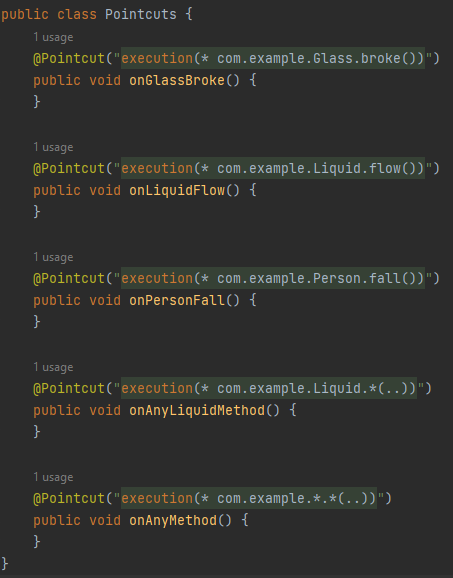 public class Pointcuts {
1 usage
@Pointcut("execution(* com.example.Glass.broke())")
public void onGlassBroke() {
}
1 usage
@Pointcut("execution(* com.example.Liquid.flow())")
public void onLiquidFlow() {
}
1 usage
@Pointcut("execution(* com.example.Person.fall())")
public void onPersonFall() {
}
1 usage
@Pointcut("execution(* com.example.Liquid.*(..))")
public void onAnyLiquidMethod() {
}
1 usage
@Pointcut("execution(* com.example.*.*(..))")
public void onAnyMethod() {
}
}